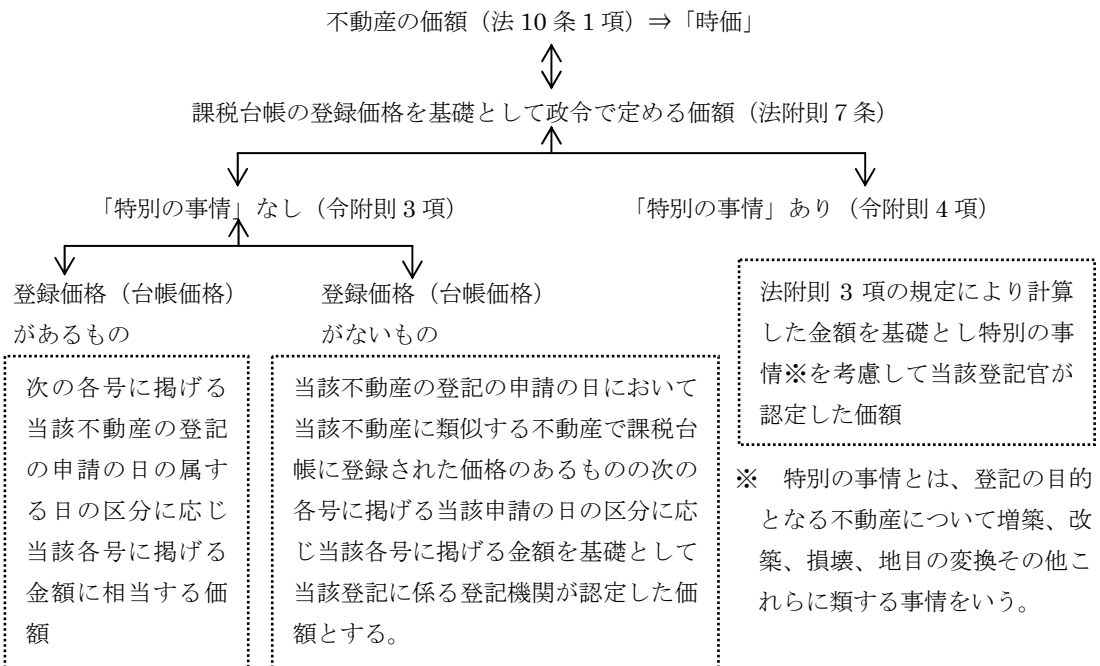 不動産の価額（法 10 条 1 項）⇒「時価」
課税台帳の登録価格を基礎として政令で定める価額（法附則 7 条）
「特別の事情」なし（令附則 3 項）
「特別の事情」あり（令附則 4 項）
登録価格（台帳価格）
があるもの
次の各号に掲げる
当該不動産の登記
の申請の日の属す
る日の区分に応じ
当該各号に掲げる
金額に相当する価
額
登録価格（台帳価格）
がないもの
当該不動産の登記の申請の日において
当該不動産に類似する不動産で課税台
帳に登録された価格のあるものの次の
各号に掲げる当該申請の日の区分に応
じ当該各号に掲げる金額を基礎として
当該登記に係る登記機関が認定した価
額とする。
法附則 3 項の規定により計算
した金額を基礎とし特別の事
情※を考慮して当該登記官が
認定した価額
※　特別の事情とは、登記の目的
となる不動産について増築、改
築、損壊、地目の変換その他こ
れらに類する事情をいう。